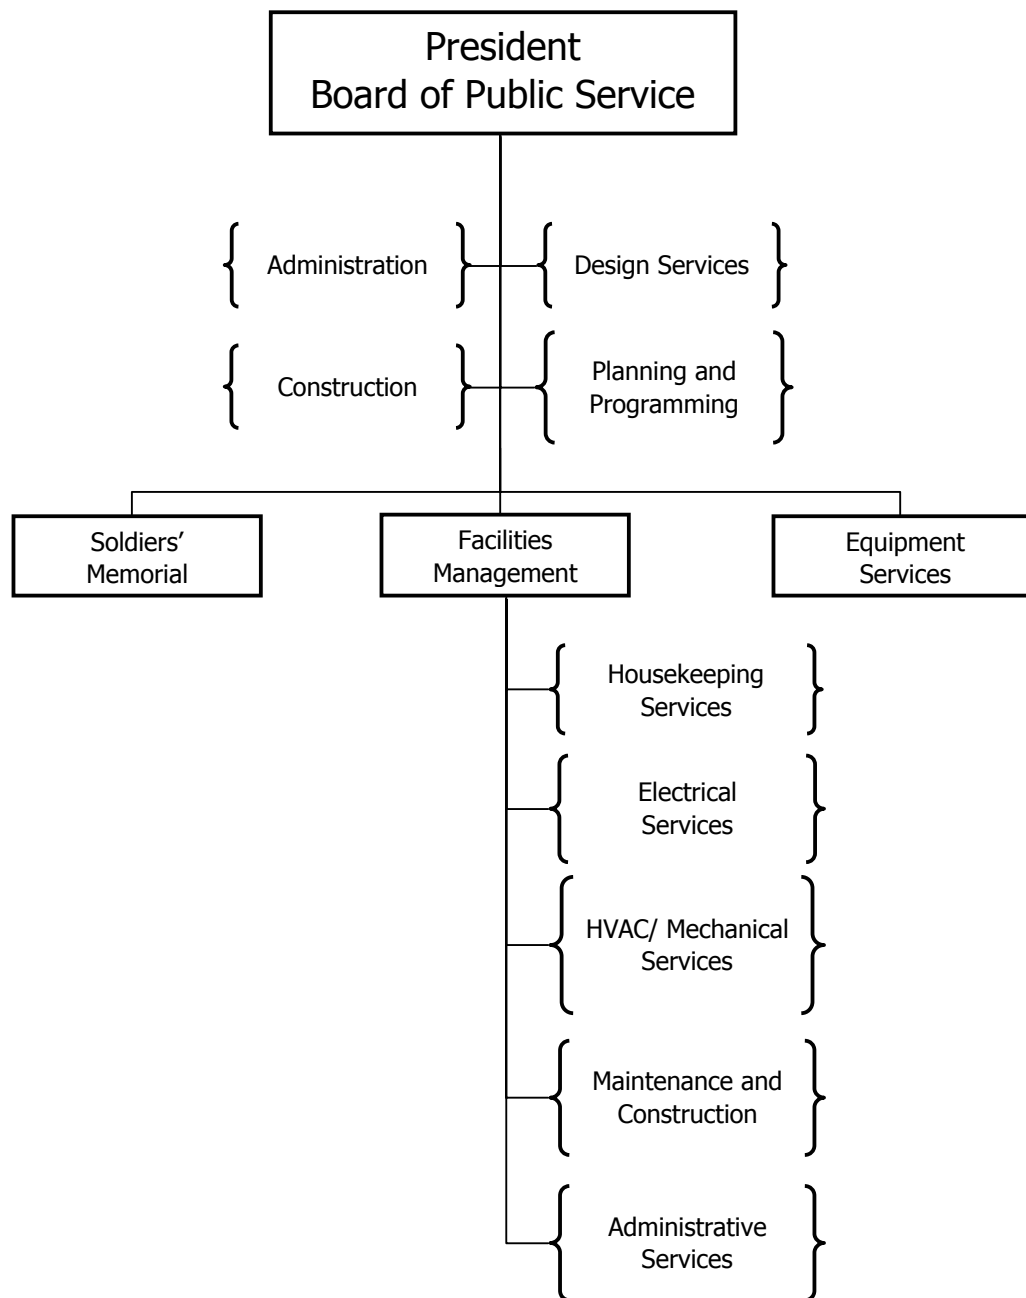 President
Board of Public Service
Administration
Design Services
Construction
Planning and
Programming
Soldiers’
Memorial
Facilities
Management
Equipment
Services
Housekeeping
Services
Electrical
Services
HVAC/ Mechanical
Services
Maintenance and
Construction
Administrative
Services